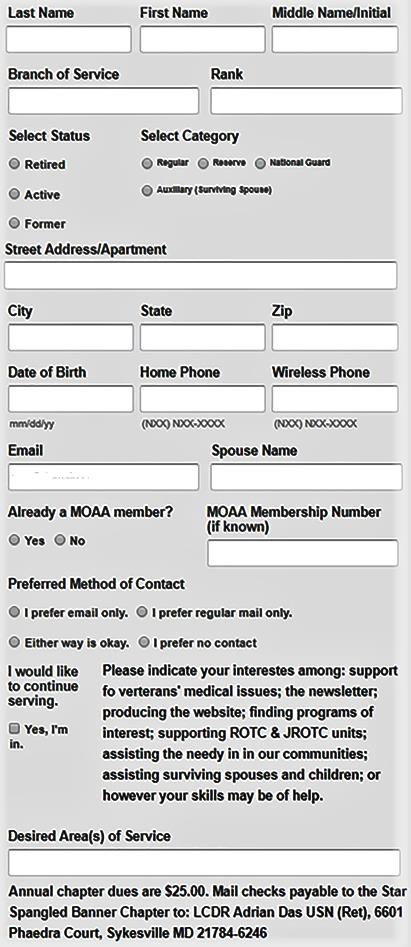 Last Name First Name Middle Name/Initial
Branch of Service Rank
Select Status Select Category
Retired Regular Reserve National Guard
Active Auxiliary (Surviving Spouse)
Former
Street Address/Apartment
City State Zip
Date of Birth Home Phone Wireless Phone
mm/dd/yy (NXX) NXX-XXXX (NXX) NXX-XXXX
Email Spouse Name
Already a MOAA member? MOAA Membership Number
(if known)
Yes No
Preferred Method of Contact
I prefer email only. I prefer regular mail only.
Either way is okay. I prefer no contact
I would like
to continue
serving.
Yes, I'm
in.
Please indicate your interestes among: support
fo verterans' medical issues; the newsletter;
producing the website; finding programs of
interest; supporting ROTC & JROTC units;
assisting the needy in in our communities;
assisting surviving spouses and children; or
however your skills may be of help.
Desired Area(s) of Service
Annual chapter dues are $25.00. Mail checks payable to the Star
Spangled Banner Chapter to: LCDR Adrian Das USN (Ret), 6601
Phaedra Court, Sykesville MD 21784-6246